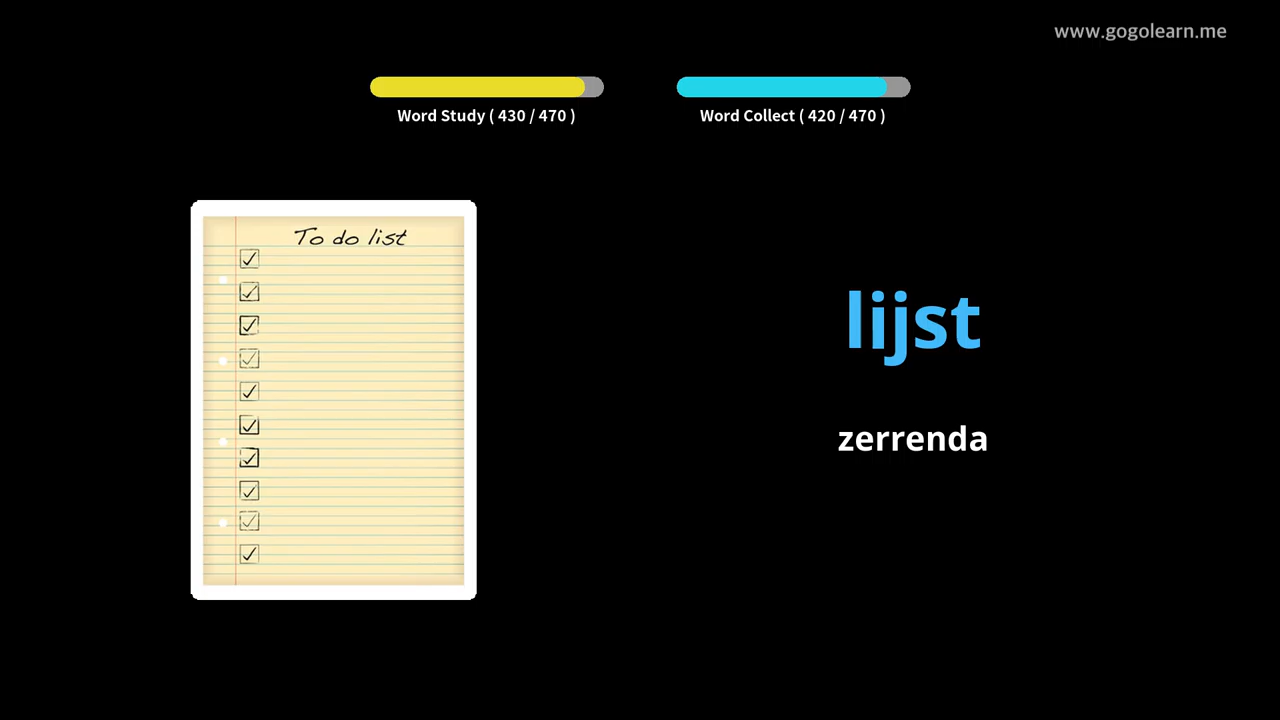 www.gogolearn.me
Word Study ( 430 / 470 )
Word Collect ( 420 / 470 )
To do list
lijst
zerrenda